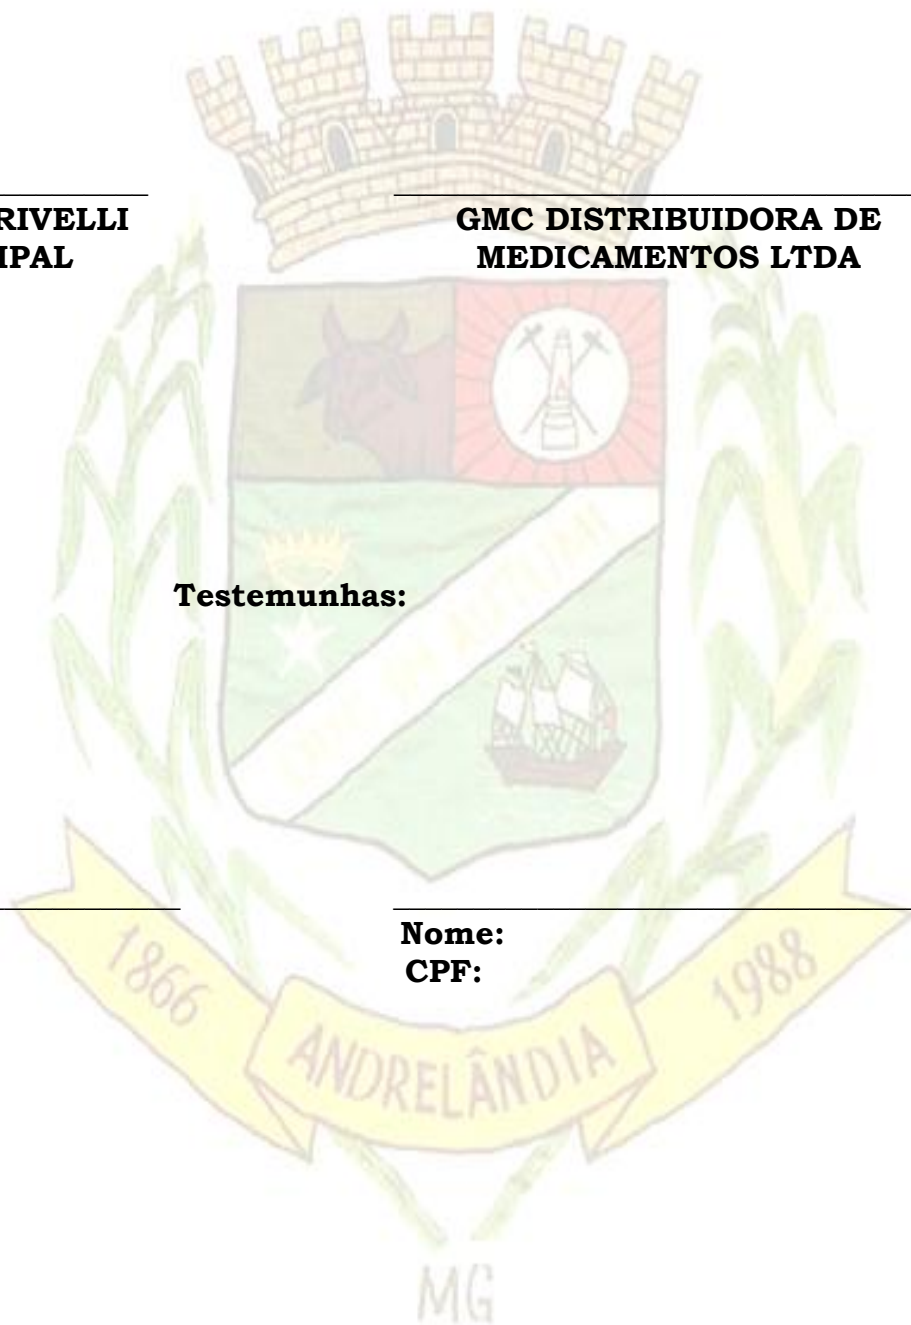 RIVELLI
IPAL
GMC DISTRIBUIDORA DE
MEDICAMENTOS LTDA
Testemunhas:
Nome:
CPF:
1866
ANDRELÂNDIA
1988
MG